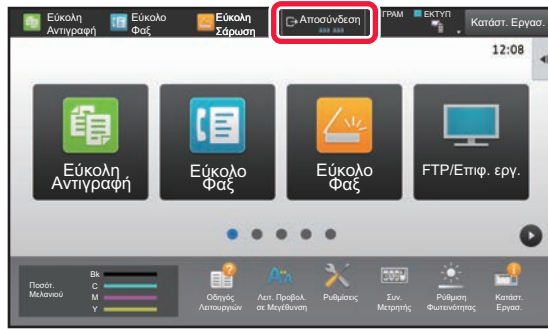 Εύκολη
Αντιγραφή
Εύκολο
Φαξ
Εύκολη
Σάρωση
Αποσύνδεση
ΓΡΑΜ
ΕΚΤΥΠ
Κατάστ. Εργασ.
12:08
Εύκολη
Αντιγραφή
Εύκολο
Φαξ
Εύκολο
Φαξ
FTP/Επιφ. εργ.
Ποσότ.
Μελανιού
Bk
C
M
Y
Οδηγός
Λειτουργιών
Λειτ. Προβολ.
σε Μεγέθυνση
Ρυθμίσεις
Συν.
Μετρητής
Ρύθμιση
Φωτεινότητας
Κατάστ.
Εργασ.